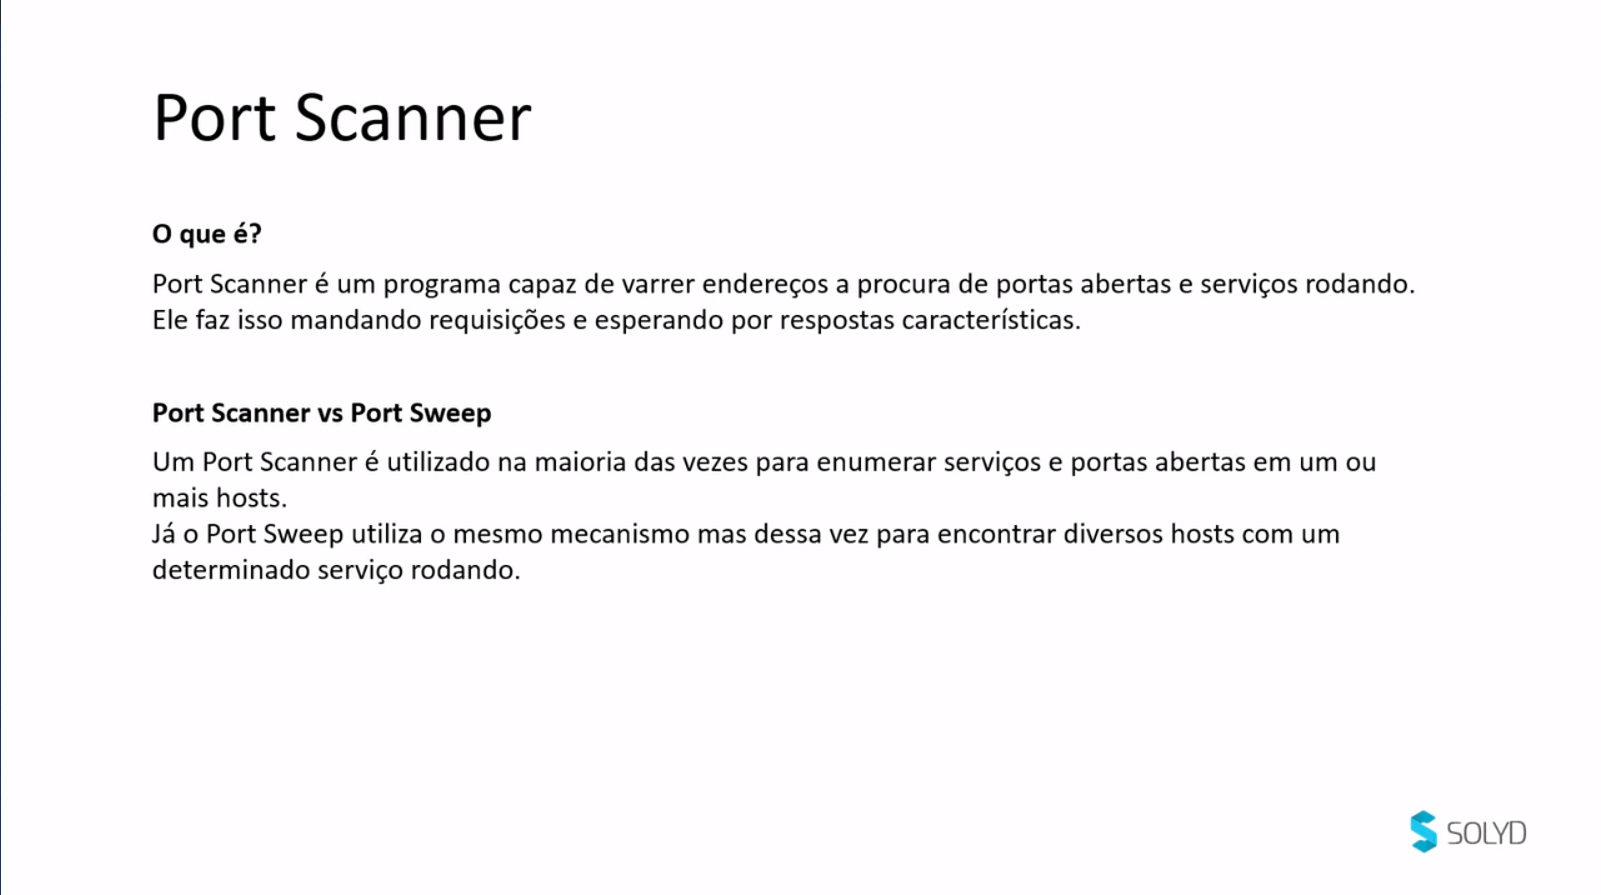 Port Scanner
O que é?
Port Scanner é um programa capaz de varrer endereços a procura de portas abertas e serviços rodando.
Ele faz isso mandando requisições e esperando por respostas características.
Port Scanner vs Port Sweep
Um Port Scanner é utilizado na maioria das vezes para enumerar serviços e portas abertas em um ou
mais hosts.
Já o Port Sweep utiliza o mesmo mecanismo mas dessa vez para encontrar diversos hosts com um
determinado serviço rodando.
SOLYD